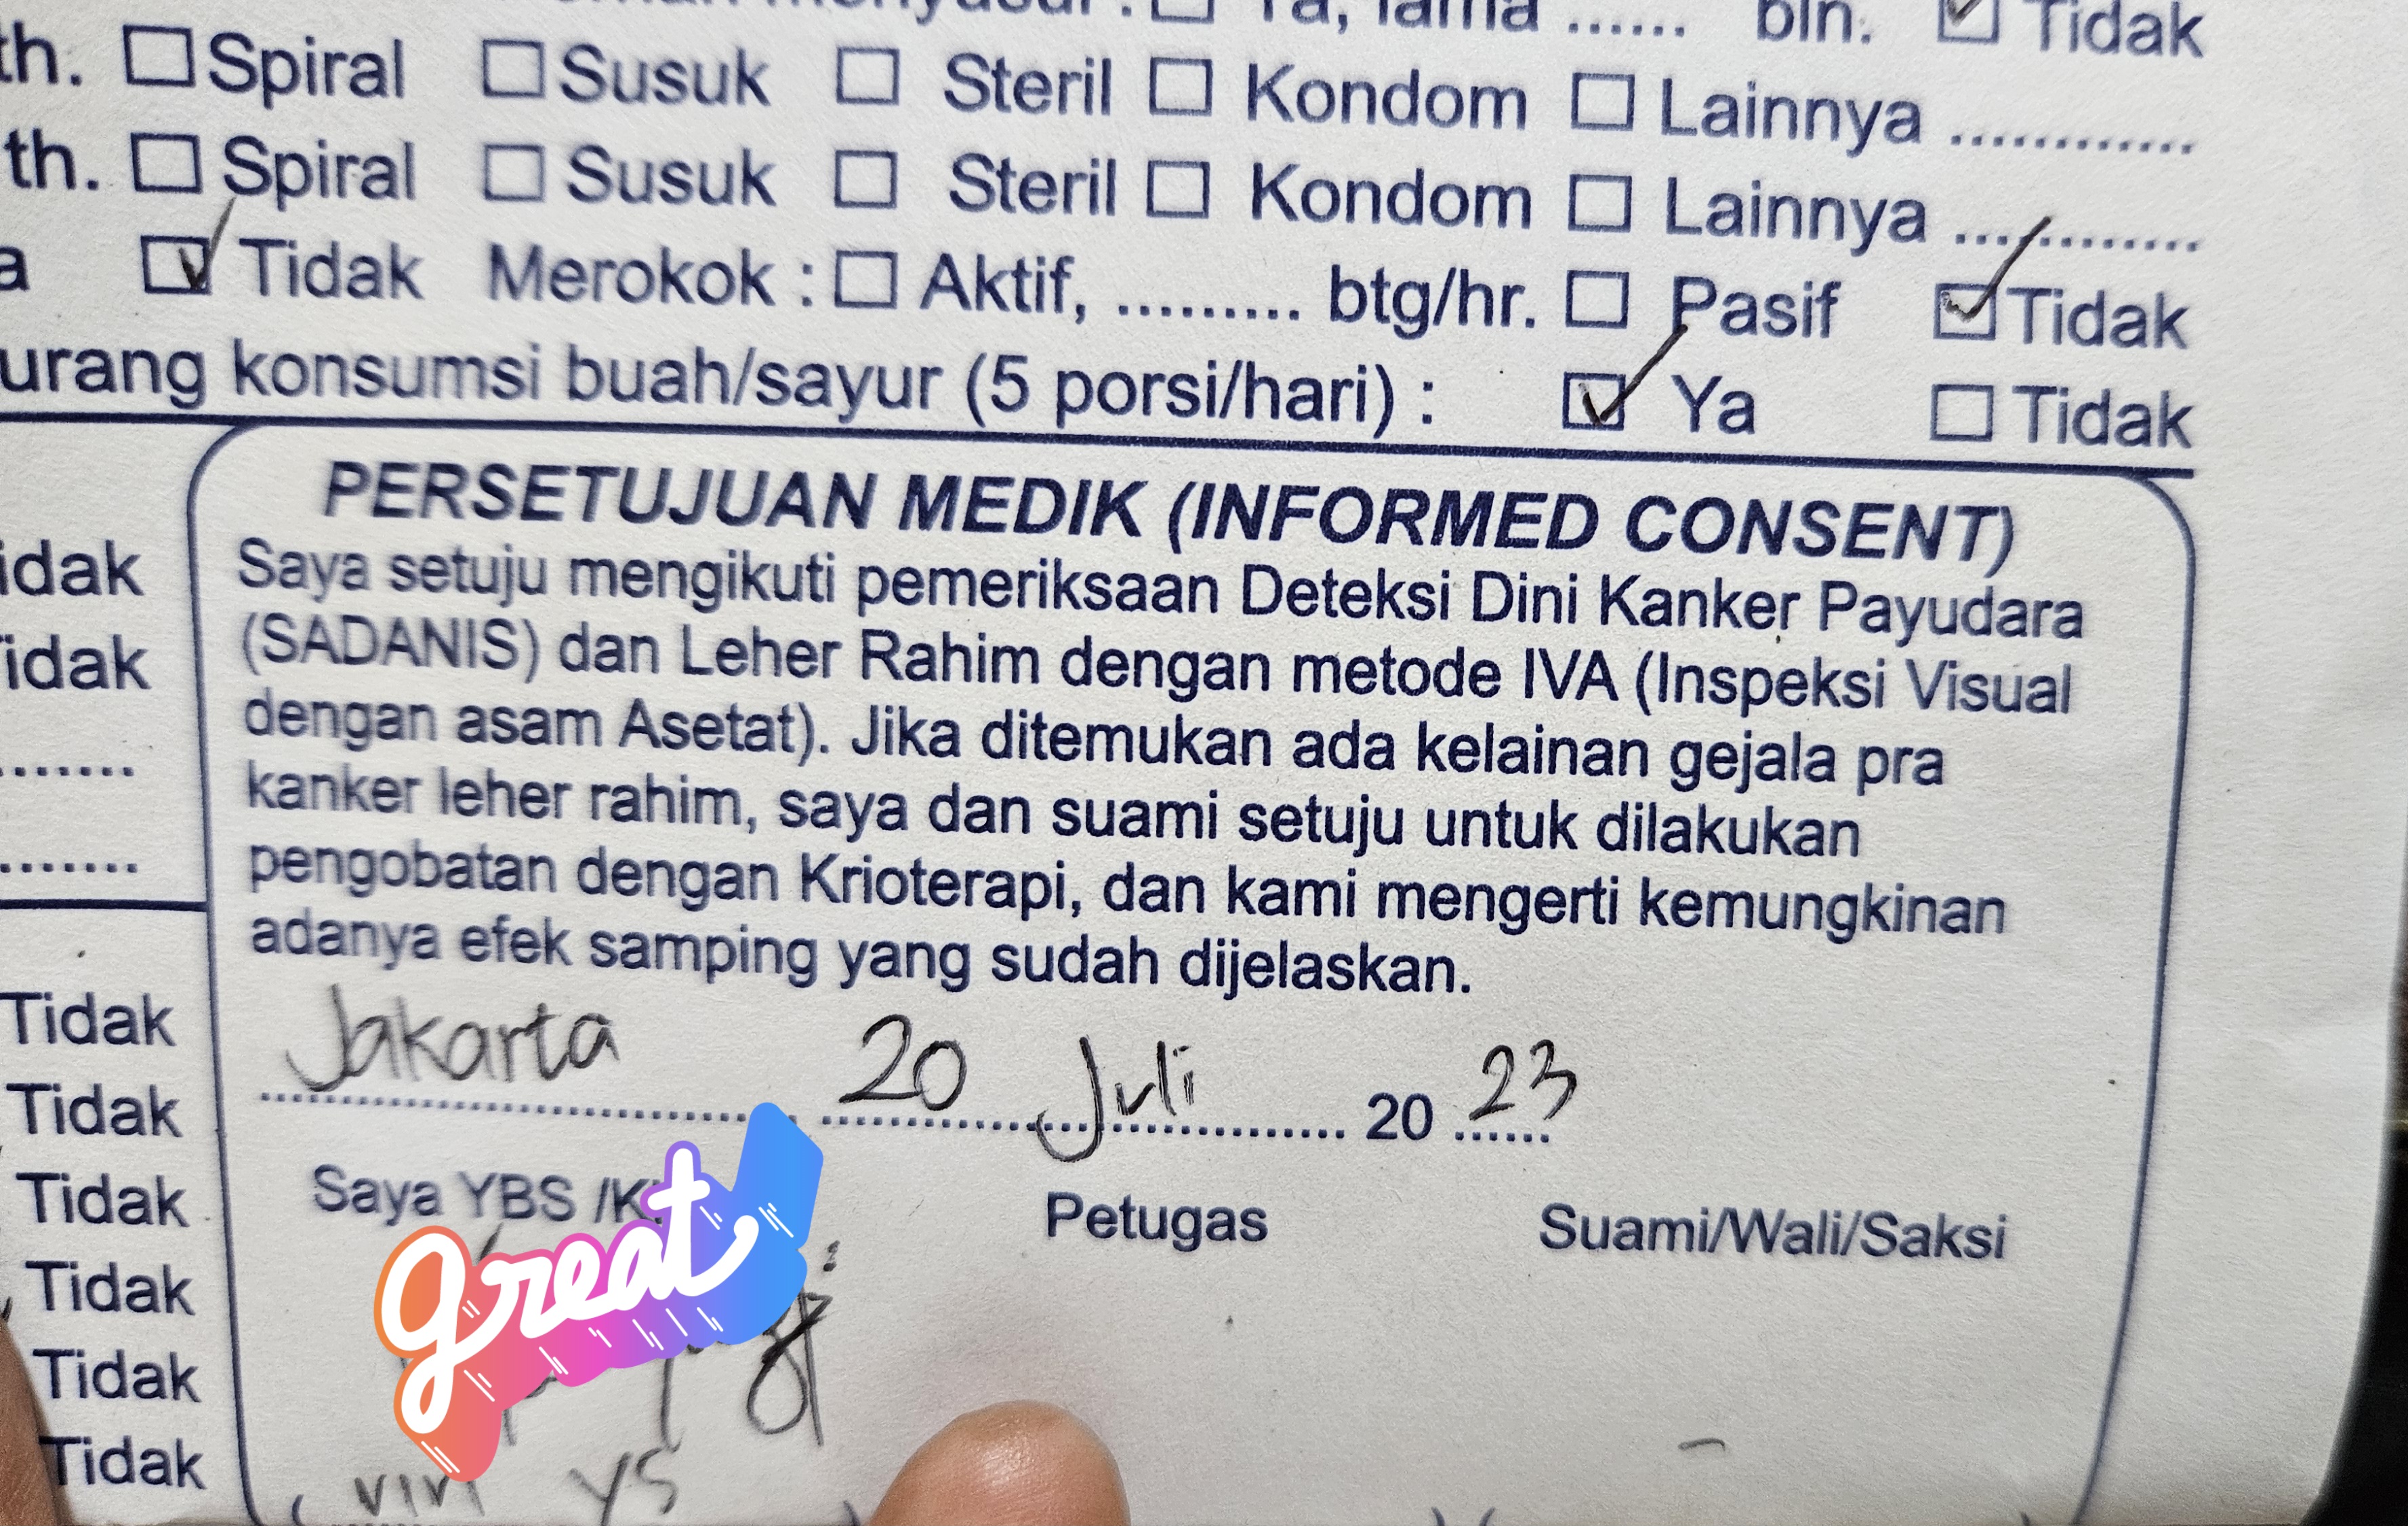 menyusui : ☐ Ya, lama ...... bln. ☑ Tidak
th. ☐ Spiral ☐ Susuk ☐ Steril ☐ Kondom ☐ Lainnya ............
th. ☐ Spiral ☐ Susuk ☐ Steril ☐ Kondom ☐ Lainnya ............
a ☑ Tidak Merokok : ☐ Aktif, ......... btg/hr. ☐ Pasif ☑ Tidak
urang konsumsi buah/sayur (5 porsi/hari) : ☑ Ya ☐ Tidak
idak
idak
.......
.......
Tidak
Tidak
Tidak
Tidak
Tidak
Tidak
PERSETUJUAN MEDIK (INFORMED CONSENT)
Saya setuju mengikuti pemeriksaan Deteksi Dini Kanker Payudara
(SADANIS) dan Leher Rahim dengan metode IVA (Inspeksi Visual
dengan asam Asetat). Jika ditemukan ada kelainan gejala pra
kanker leher rahim, saya dan suami setuju untuk dilakukan
pengobatan dengan Krioterapi, dan kami mengerti kemungkinan
adanya efek samping yang sudah dijelaskan.
Jakarta 20 Juli 20 23
Saya YBS /K Petugas Suami/Wali/Saksi
great
( vivi ys ) ) (